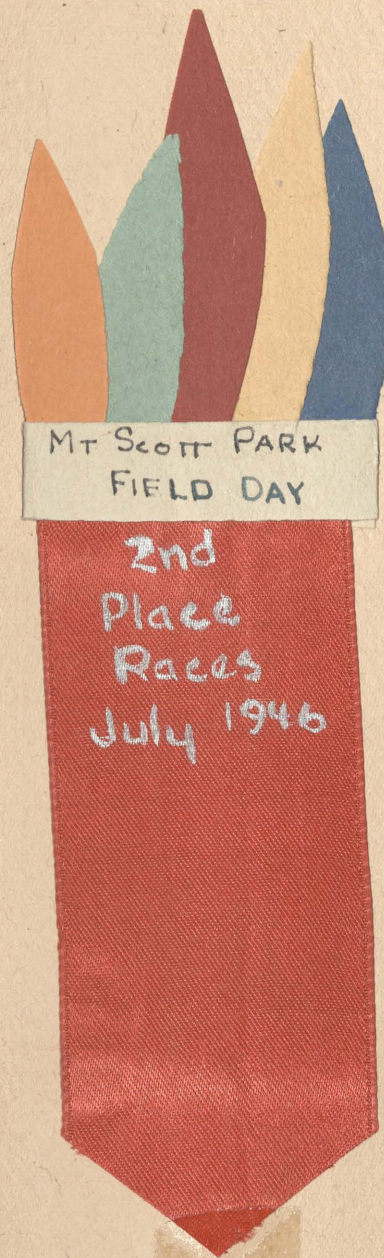 MT SCOTT PARK
FIELD DAY
2nd
Place
Races
July 1946